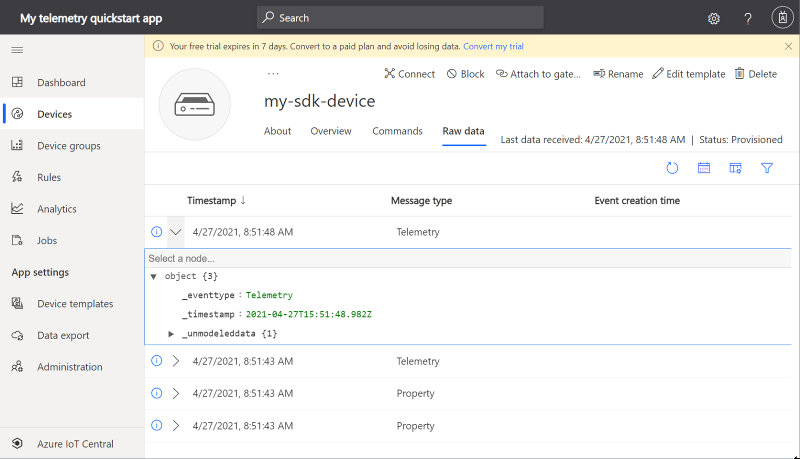 My telemetry quickstart app
Search
?
Your free trial expires in 7 days. Convert to a paid plan and avoid losing data. Convert my trial
Dashboard
Devices
Device groups
Rules
Analytics
Jobs
App settings
Device templates
Data export
Administration
Azure IoT Central
... Connect Block Attach to gate... Rename Edit template Delete
my-sdk-device
About Overview Commands Raw data Last data received: 4/27/2021, 8:51:48 AM | Status: Provisioned
Timestamp ↓ Message type Event creation time
4/27/2021, 8:51:48 AM Telemetry
Select a node...
object {3}
_eventtype : Telemetry
_timestamp : 2021-04-27T15:51:48.982Z
_unmodeleddata {1}
4/27/2021, 8:51:43 AM Telemetry
4/27/2021, 8:51:43 AM Property
4/27/2021, 8:51:43 AM Property